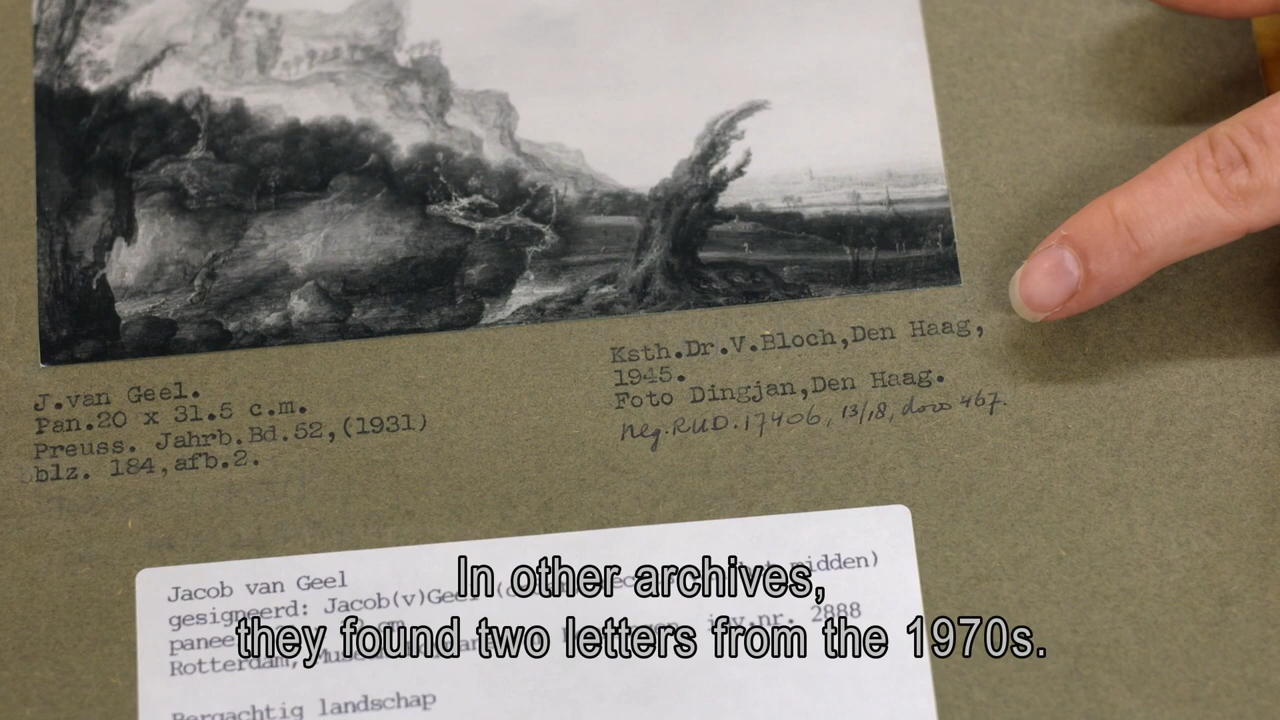 J.van Geel.
Pan.20 x 31.5 c.m.
Preuss. Jahrb.Bd.52,(1931)
blz. 184,afb.2.
Ksth.Dr.V.Bloch,Den Haag,
1945.
Foto Dingjan,Den Haag.
neg.RUD.17406, 13/18, doos 467.
Jacob van Geel
gesigneerd: Jacob(v)Geel midden)
inv.nr. 2888
Rotterdam,
Bergachtig landschap
In other archives,
they found two letters from the 1970s.